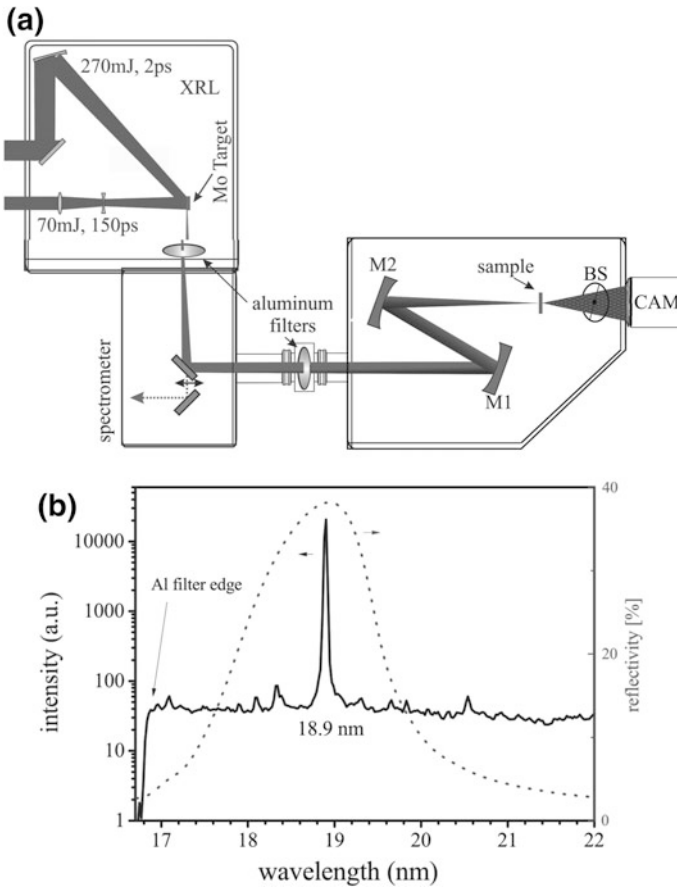 (a)
270mJ, 2ps
XRL
Mo Target
70mJ, 150ps
aluminum
filters
spectrometer
M2
sample
BS
CAM
M1
(b)
Al filter edge
18.9 nm
intensity (a.u.)
10000
1000
100
10
1
reflectivity [%]
40
20
0
17 18 19 20 21 22
wavelength (nm)